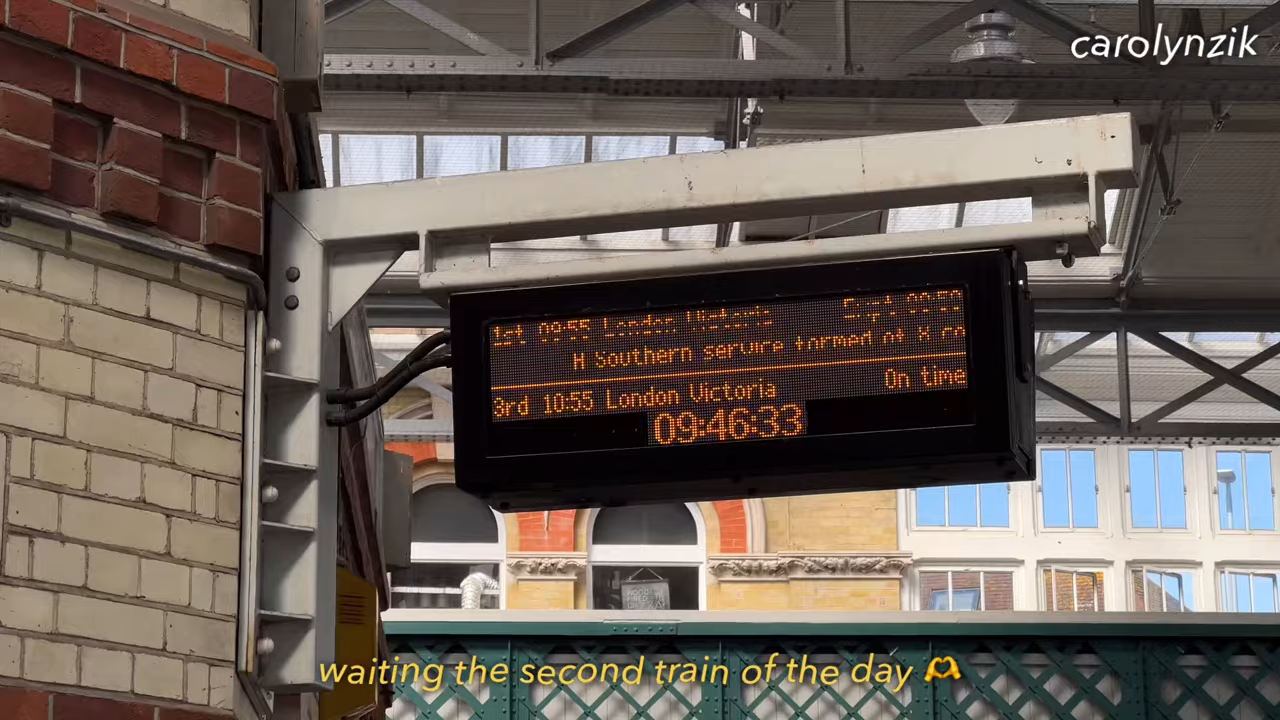 carolynzik
1st 09:55 London Victoria
A Southern service formed of
3rd 10:55 London Victoria On time
09:46:33
waiting the second train of the day 🫶